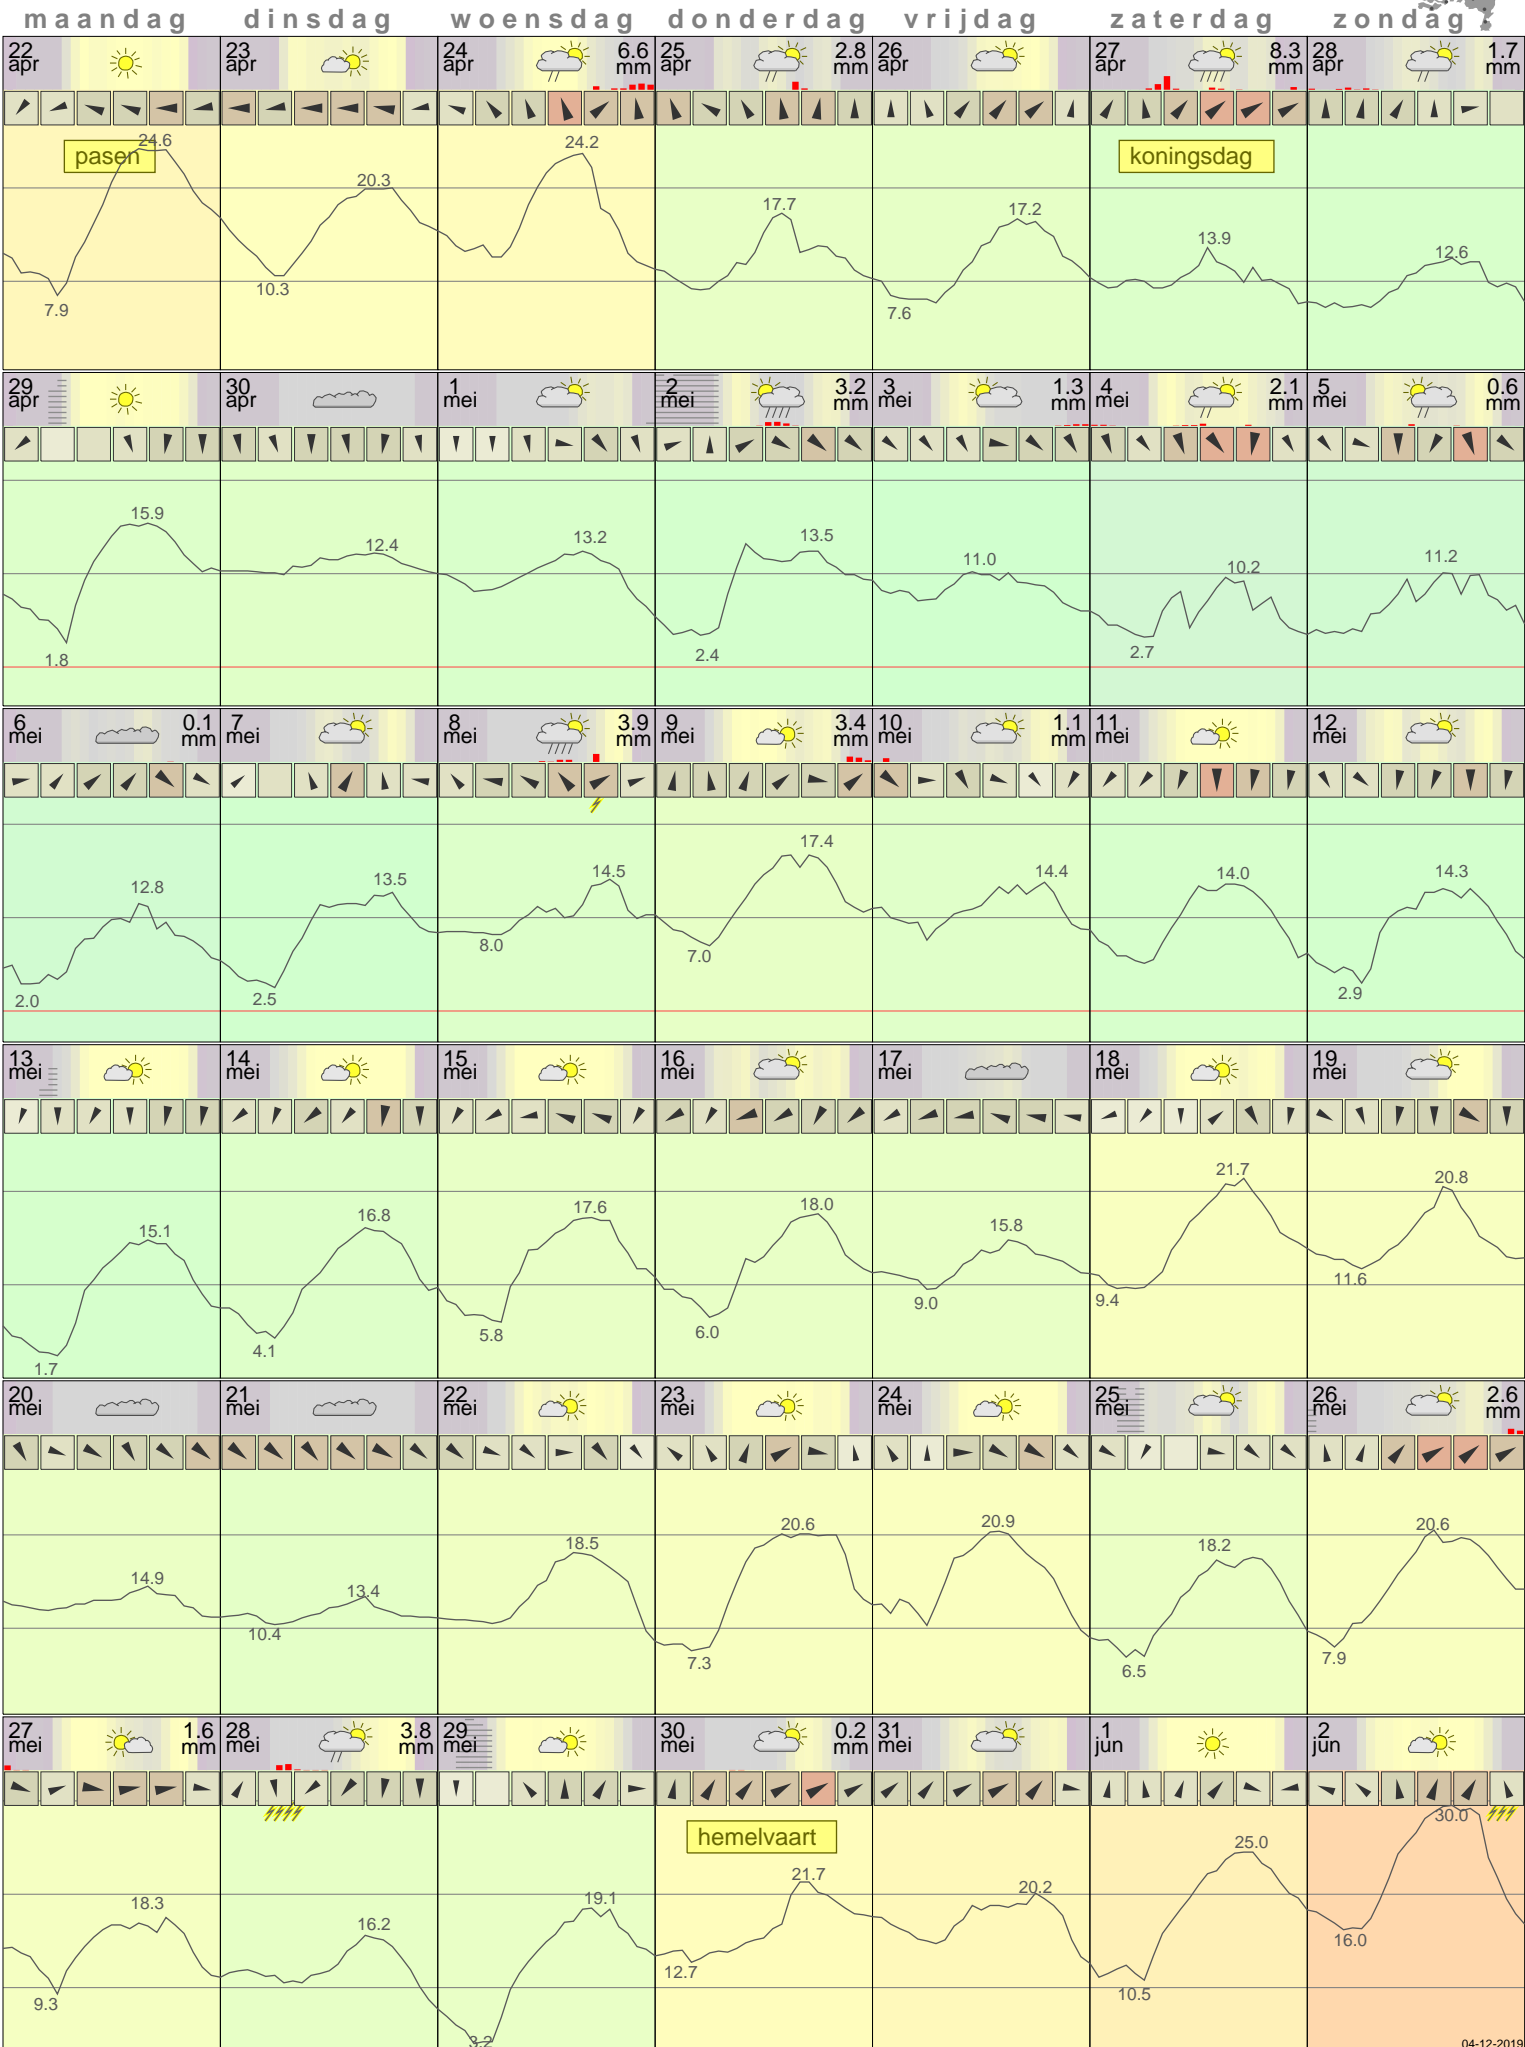 maandag dinsdag woensdag donderdag vrijdag zaterdag zondag
22 23 24 6.6 25 2.8 26 27 8.3 28 1.7
apr apr apr mm apr mm apr apr mm apr mm
pasen 24.6 20.3 24.2 17.7 17.2 koningsdag 13.9 12.6
7.9 10.3 7.6
29 30 1 2 3.2 3 1.3 4 2.1 5 0.6
apr apr mei mei mm mei mm mei mm mei mm
15.9 12.4 13.2 13.5 11.0 10.2 11.2
1.8 2.4 2.7
6 0.1 7 8 3.9 9 3.4 10 1.1 11 12
mei mm mei mei mm mei mm mei mm mei mei
12.8 13.5 14.5 17.4 14.4 14.0 14.3
2.0 2.5 8.0 7.0 2.9
13 14 15 16 17 18 19
mei mei mei mei mei mei mei
15.1 16.8 17.6 18.0 15.8 21.7 20.8
1.7 4.1 5.8 6.0 9.0 9.4 11.6
20 21 22 23 24 25 26 2.6
mei mei mei mei mei mei mei mm
14.9 13.4 18.5 20.6 20.9 18.2 20.6
10.4 7.3 6.5 7.9
27 1.6 28 3.8 29 30 0.2 31 1 2
mei mm mei mm mei mei mm mei jun jun
hemelvaart
18.3 16.2 19.1 21.7 20.2 25.0 30.0
9.3 3.2 12.7 10.5 16.0
04-12-2019